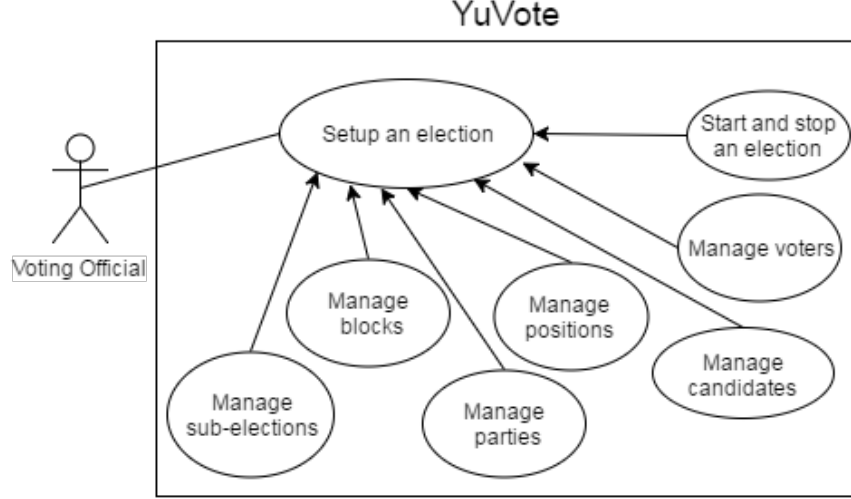 YuVote
Setup an election
Start and stop
an election
Voting Official
Manage voters
Manage
blocks
Manage
positions
Manage
candidates
Manage
sub-elections
Manage
parties